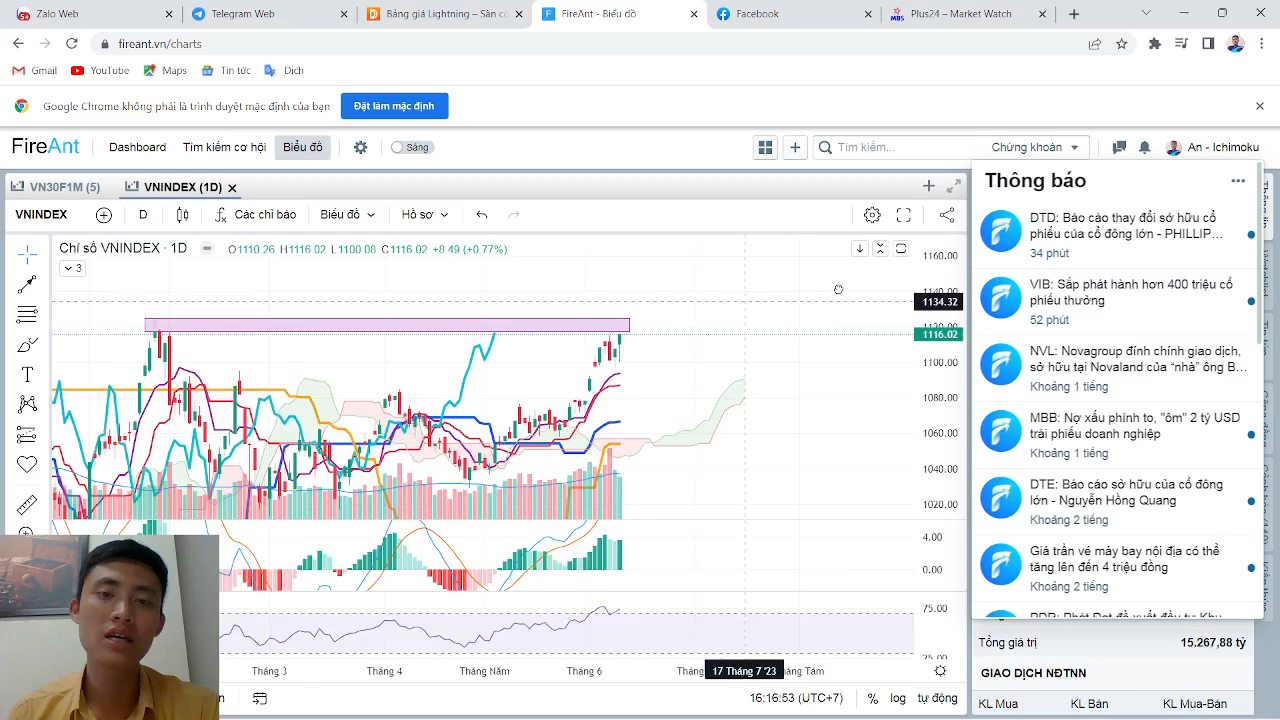 Zalo Web
Telegram Web
Bảng giá Lightning – Sàn cổ
FireAnt - Biểu đồ
Facebook
Plus24 – Market Watch
fireant.vn/charts
Gmail
YouTube
Maps
Tin tức
Dịch
Google Chrome không phải là trình duyệt mặc định của bạn
Đặt làm mặc định
FireAnt
Dashboard
Tìm kiếm cơ hội
Biểu đồ
Sáng
Tìm kiếm...
Chứng khoán
An - Ichimoku
VN30F1M (5)
VNINDEX (1D)
VNINDEX
D
Các chỉ báo
Biểu đồ
Hồ sơ
Chỉ số VNINDEX · 1D
O1110.26 H1116.02 L1100.08 C1116.02 +8.49 (+0.77%)
3
1160.00
1134.32
1116.02
1100.00
1080.00
1060.00
1040.00
1020.00
4.00
0.00
75.00
25.00
Tháng 3
Tháng 4
Tháng Năm
Tháng 6
17 Tháng 7 '23
16:16:53 (UTC+7)
%
log
tự động
Thông báo
DTD: Báo cáo thay đổi sở hữu cổ
phiếu của cổ đông lớn - PHILLIP...
34 phút
VIB: Sắp phát hành hơn 400 triệu cổ
phiếu thưởng
52 phút
NVL: Novagroup đính chính giao dịch,
sở hữu tại Novaland của “nhà” ông B...
Khoảng 1 tiếng
MBB: Nợ xấu phình to, "ôm" 2 tỷ USD
trái phiếu doanh nghiệp
Khoảng 1 tiếng
DTE: Báo cáo sở hữu của cổ đông
lớn - Nguyễn Hồng Quang
Khoảng 2 tiếng
Giá trần vé máy bay nội địa có thể
tăng lên đến 4 triệu đồng
Khoảng 2 tiếng
Tổng giá trị
15.267,88 tỷ
GIAO DỊCH NĐTNN
KL Mua
KL Bán
KL Mua-Bán